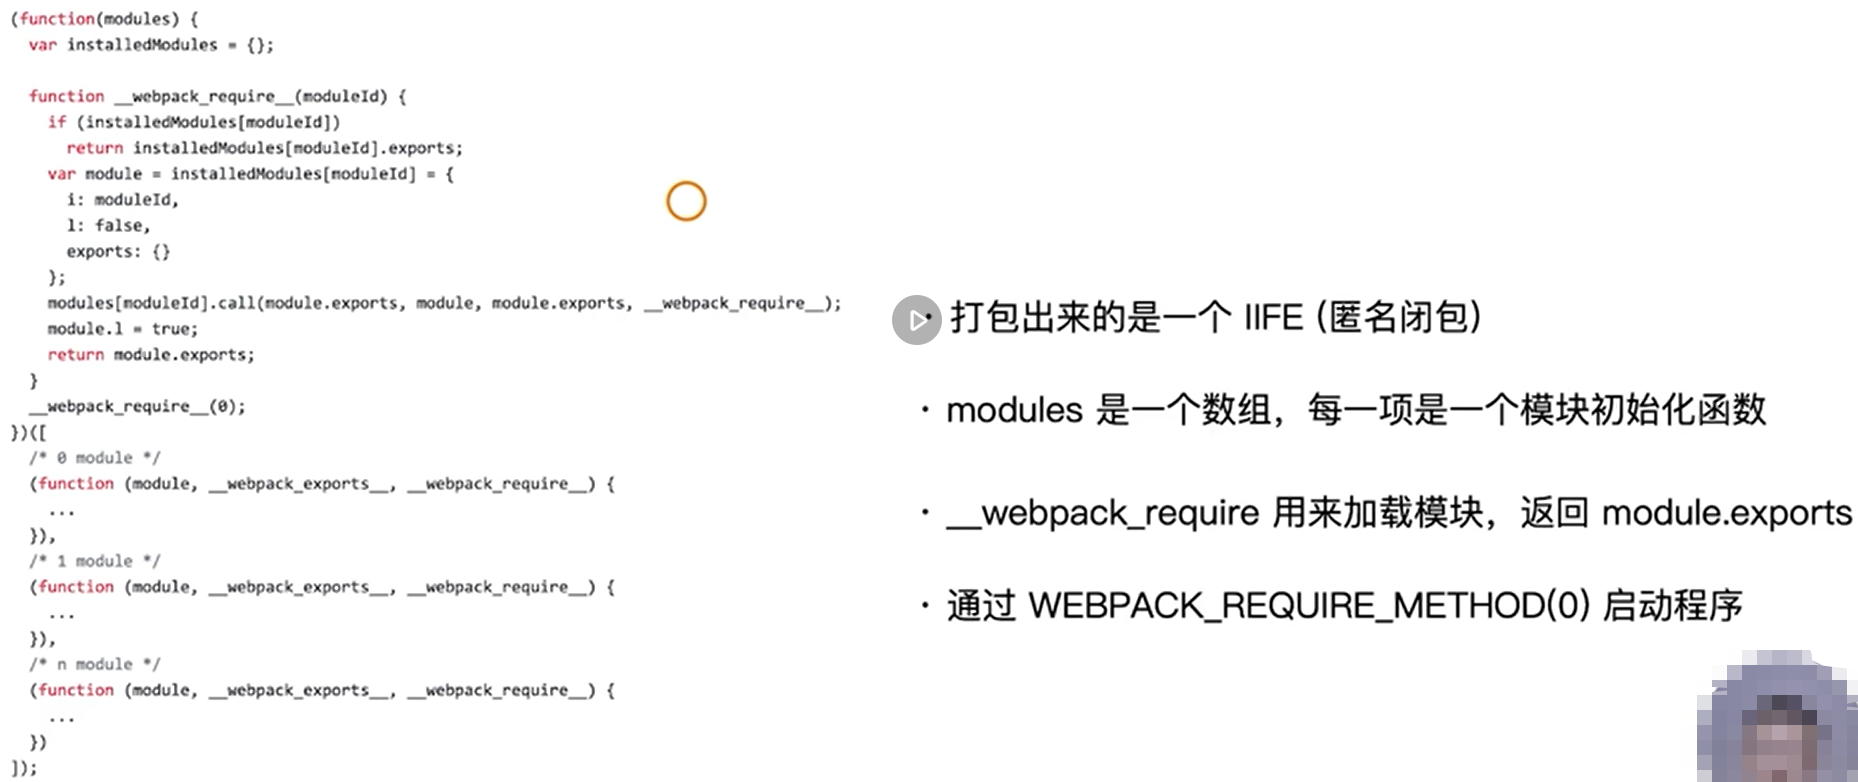 (function(modules) {
var installedModules = {};
function __webpack_require__(moduleId) {
if (installedModules[moduleId])
return installedModules[moduleId].exports;
var module = installedModules[moduleId] = {
i: moduleId,
l: false,
exports: {}
};
modules[moduleId].call(module.exports, module, module.exports, __webpack_require__);
module.l = true;
return module.exports;
}
__webpack_require__(0);
})([
/* 0 module */
(function (module, __webpack_exports__, __webpack_require__) {
...
}),
/* 1 module */
(function (module, __webpack_exports__, __webpack_require__) {
...
}),
/* n module */
(function (module, __webpack_exports__, __webpack_require__) {
...
})
]);
· 打包出来的是一个 IIFE (匿名闭包)
· modules 是一个数组，每一项是一个模块初始化函数
· __webpack_require 用来加载模块，返回 module.exports
· 通过 WEBPACK_REQUIRE_METHOD(0) 启动程序